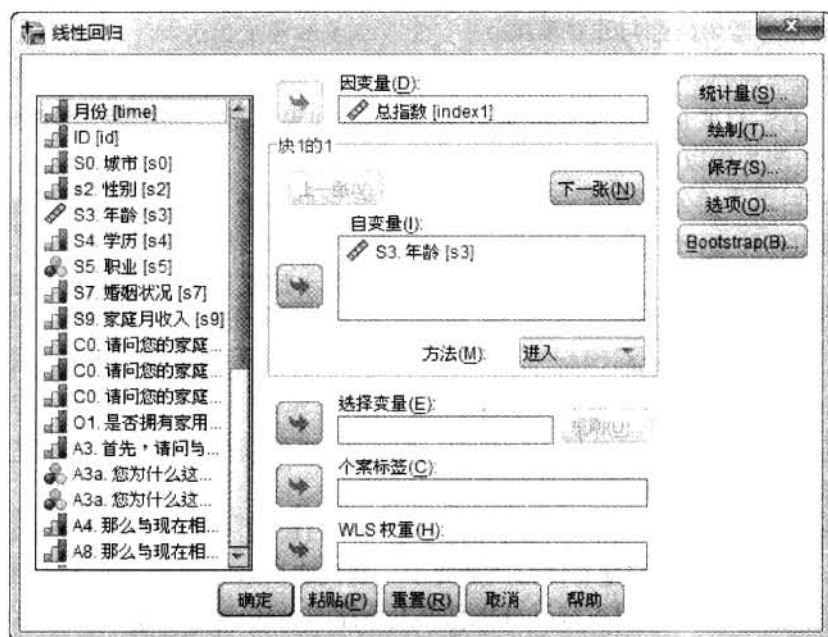 线性回归
月份 [time]
ID [id]
S0. 城市 [s0]
s2. 性别 [s2]
S3. 年龄 [s3]
S4. 学历 [s4]
S5. 职业 [s5]
S7. 婚姻状况 [s7]
S9. 家庭月收入 [s9]
C0. 请问您的家庭...
C0. 请问您的家庭...
C0. 请问您的家庭...
O1. 是否拥有家用...
A3. 首先，请问与...
A3a. 您为什么这...
A3a. 您为什么这...
A4. 那么与现在相...
A8. 那么与现在相...
因变量(D):
总指数 [index1]
块1的1
下一张(N)
自变量(I):
S3. 年龄 [s3]
方法(M):
进入
选择变量(E):
个案标签(C):
WLS 权重(H):
统计量(S)...
绘制(T)...
保存(S)...
选项(O)...
Bootstrap(B)...
确定
粘贴(P)
重置(R)
取消
帮助